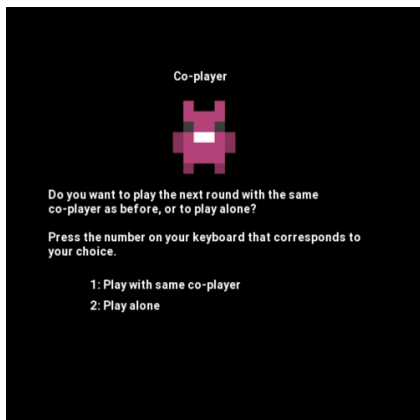 Co-player
Do you want to play the next round with the same
co-player as before, or to play alone?
Press the number on your keyboard that corresponds to
your choice.
1: Play with same co-player
2: Play alone